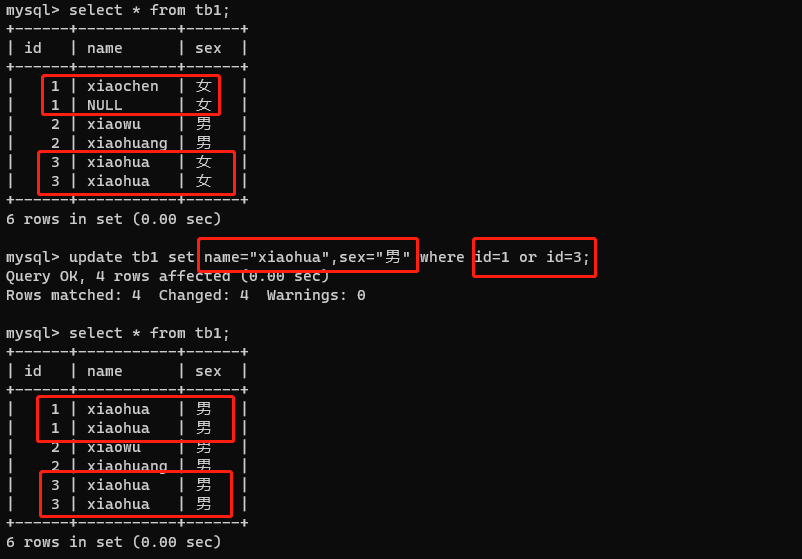 mysql> select * from tb1;
+------+-----------+------+
| id   | name      | sex  |
+------+-----------+------+
|    1 | xiaochen  | 女   |
|    1 | NULL      | 女   |
|    2 | xiaowu    | 男   |
|    2 | xiaohuang | 男   |
|    3 | xiaohua   | 女   |
|    3 | xiaohua   | 女   |
+------+-----------+------+
6 rows in set (0.00 sec)
mysql> update tb1 set name="xiaohua",sex="男" where id=1 or id=3;
Query OK, 4 rows affected (0.00 sec)
Rows matched: 4  Changed: 4  Warnings: 0
mysql> select * from tb1;
+------+-----------+------+
| id   | name      | sex  |
+------+-----------+------+
|    1 | xiaohua   | 男   |
|    1 | xiaohua   | 男   |
|    2 | xiaowu    | 男   |
|    2 | xiaohuang | 男   |
|    3 | xiaohua   | 男   |
|    3 | xiaohua   | 男   |
+------+-----------+------+
6 rows in set (0.00 sec)